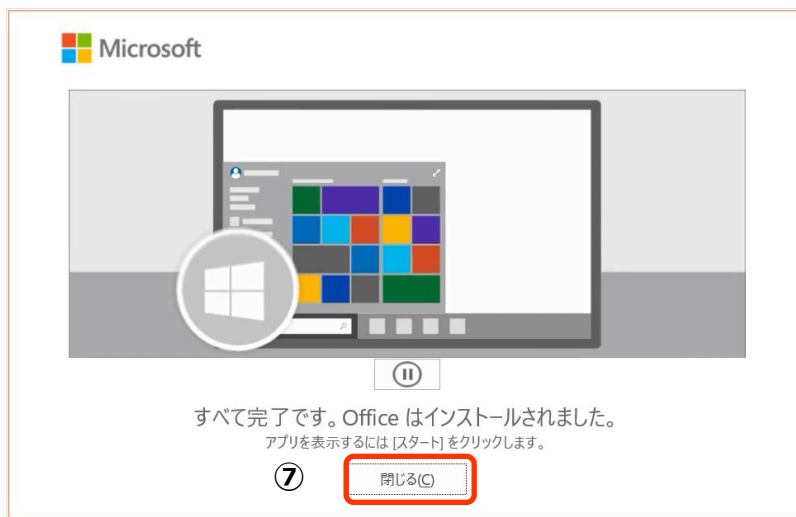 Microsoft
すべて完了です。Office はインストールされました。
アプリを表示するには [スタート] をクリックします。
⑦ 閉じる(C)